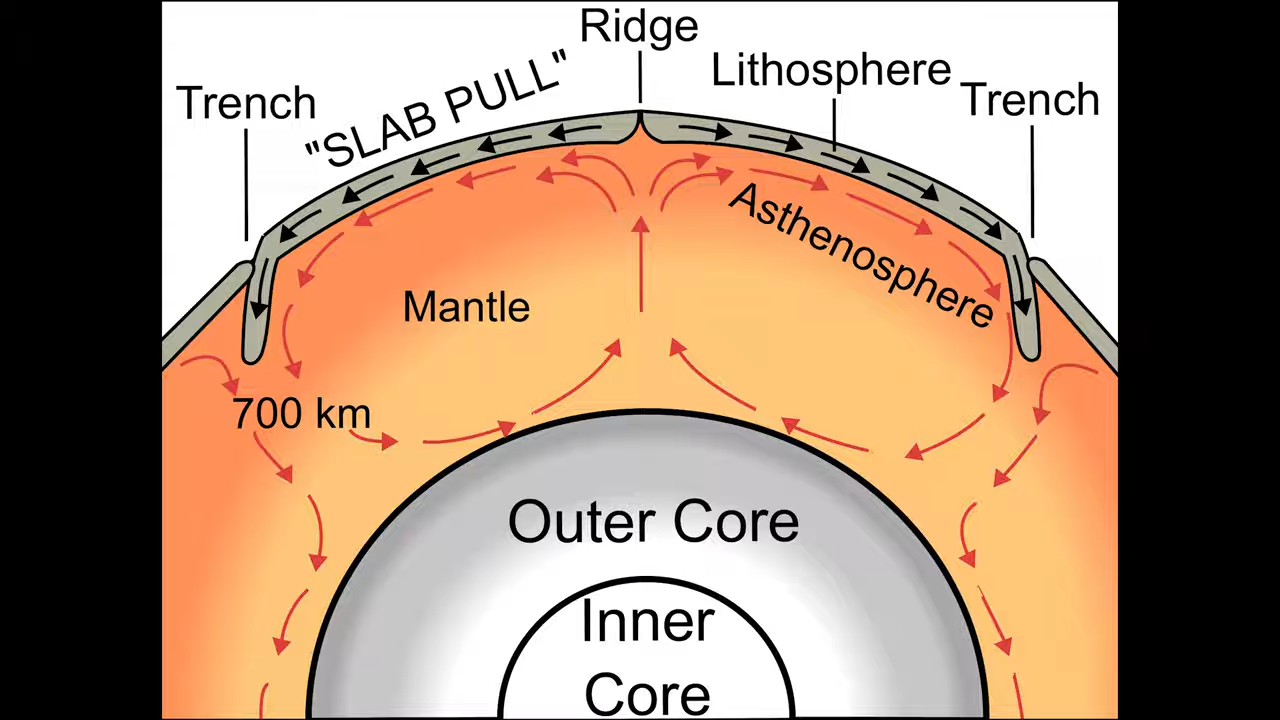 Ridge
Trench
"SLAB PULL"
Lithosphere
Trench
Asthenosphere
Mantle
700 km
Outer Core
Inner
Core